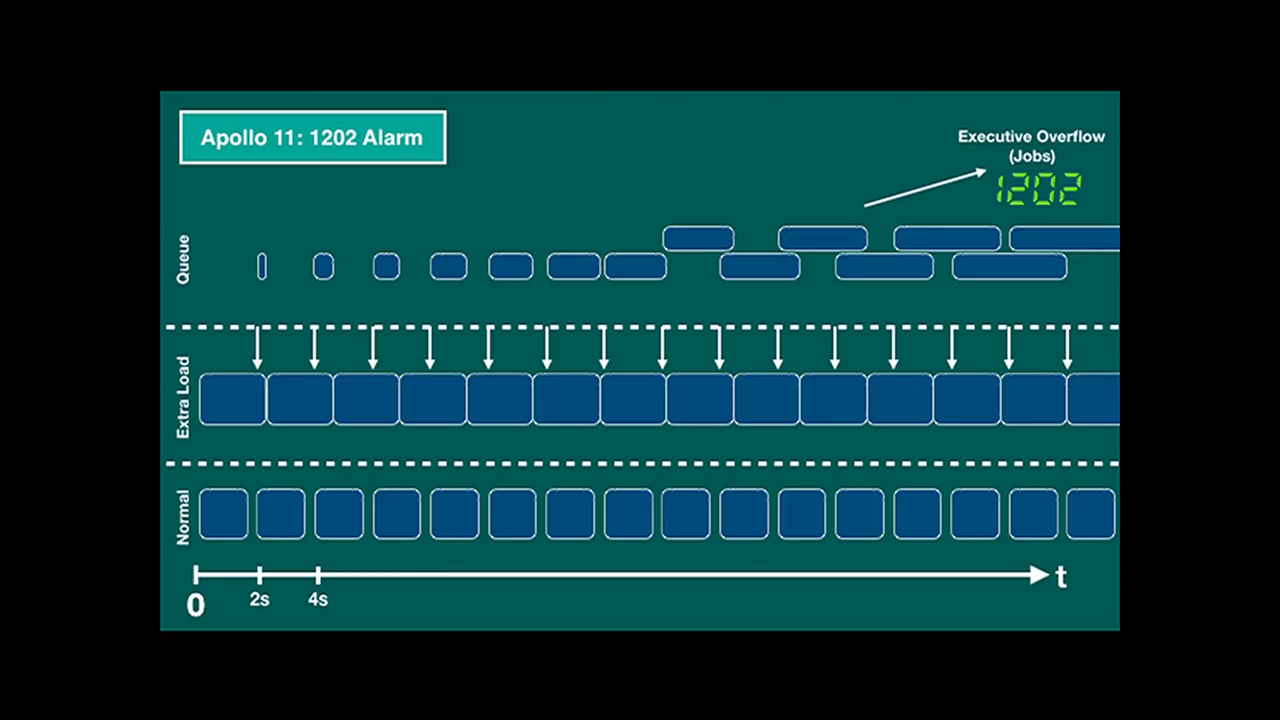 Apollo 11: 1202 Alarm
Executive Overflow
(Jobs)
1202
Queue
Extra Load
Normal
0
2s
4s
t